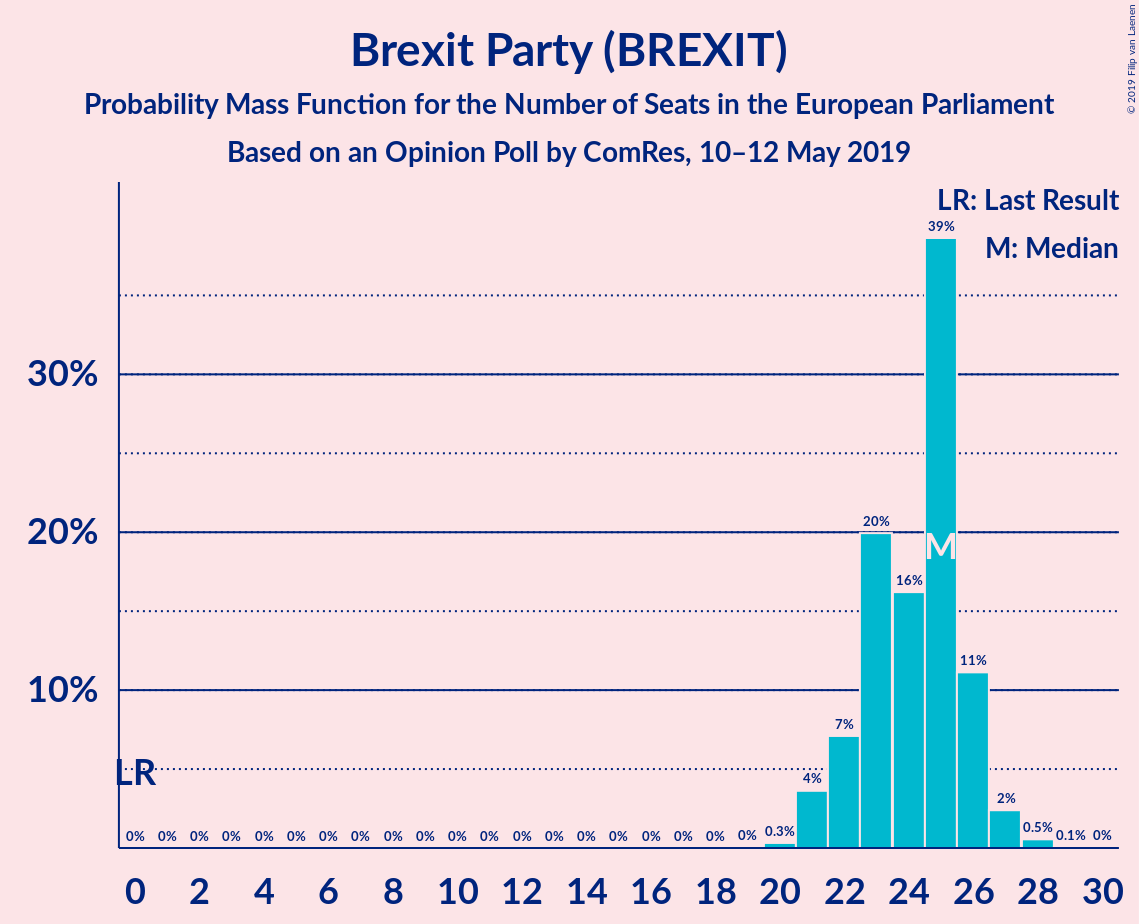 Brexit Party (BREXIT)
Probability Mass Function for the Number of Seats in the European Parliament
Based on an Opinion Poll by ComRes, 10–12 May 2019
© 2019 Filip van Laenen
LR: Last Result
M: Median
30%
20%
10%
LR
M
0% 0% 0% 0% 0% 0% 0% 0% 0% 0% 0% 0% 0% 0% 0% 0% 0% 0% 0% 0% 0.3% 4% 7% 20% 16% 39% 11% 2% 0.5% 0.1% 0%
0 2 4 6 8 10 12 14 16 18 20 22 24 26 28 30